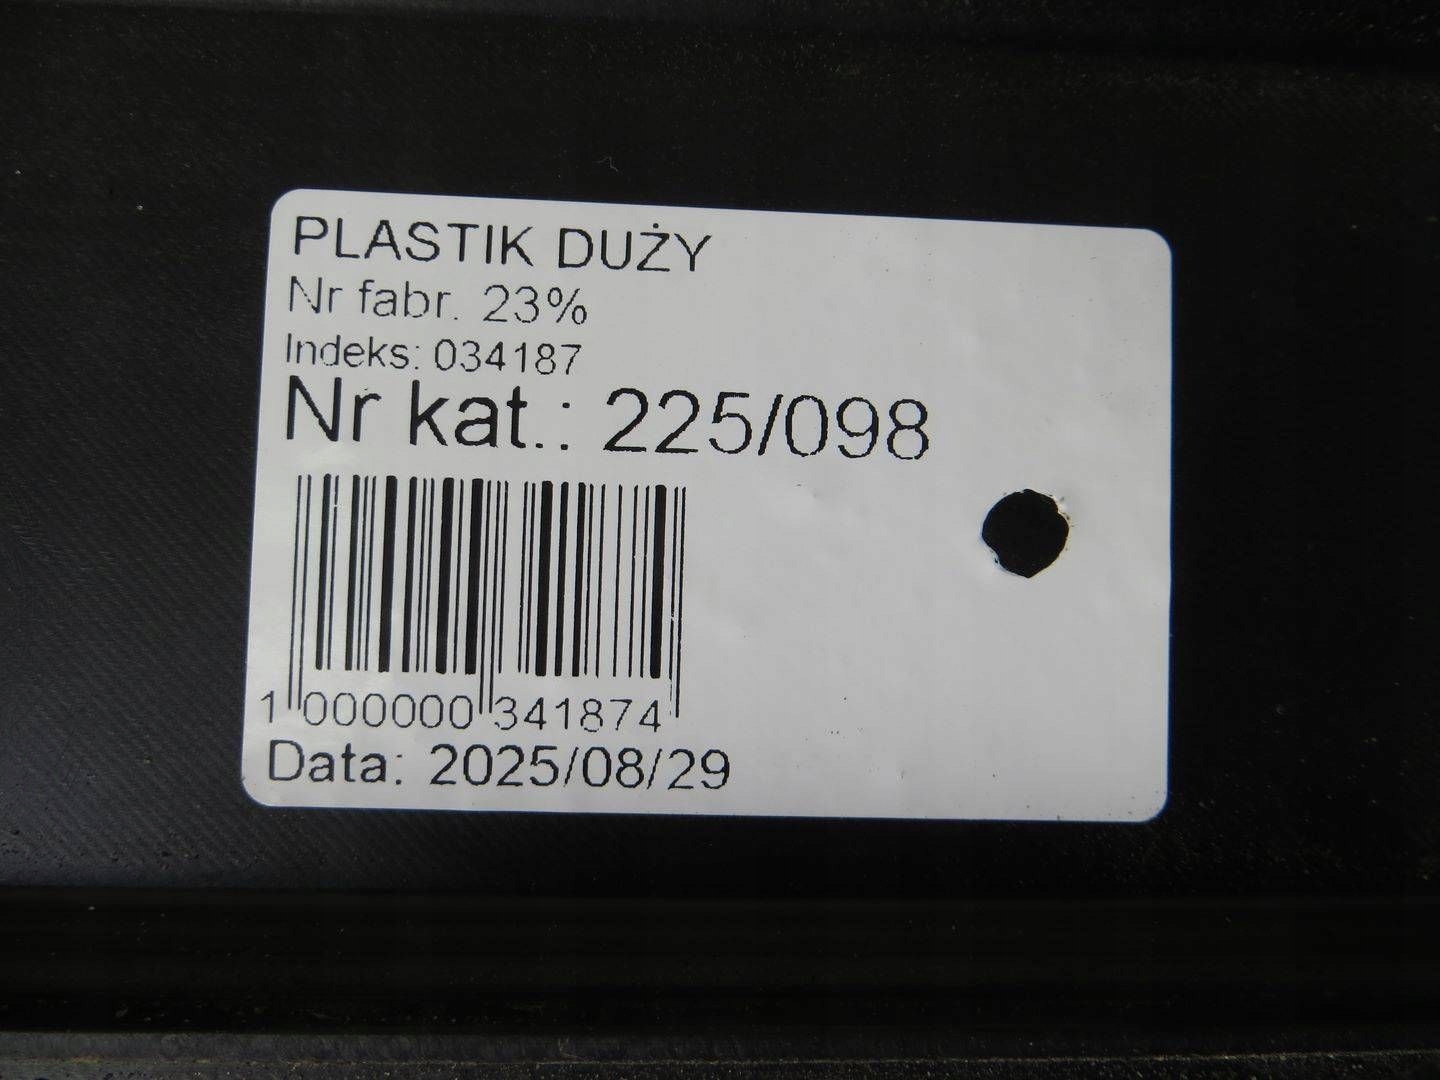 PLASTIK DUŻY
Nr fabr. 23%
Indeks: 034187
Nr kat.: 225/098
1 000000 341874
Data: 2025/08/29